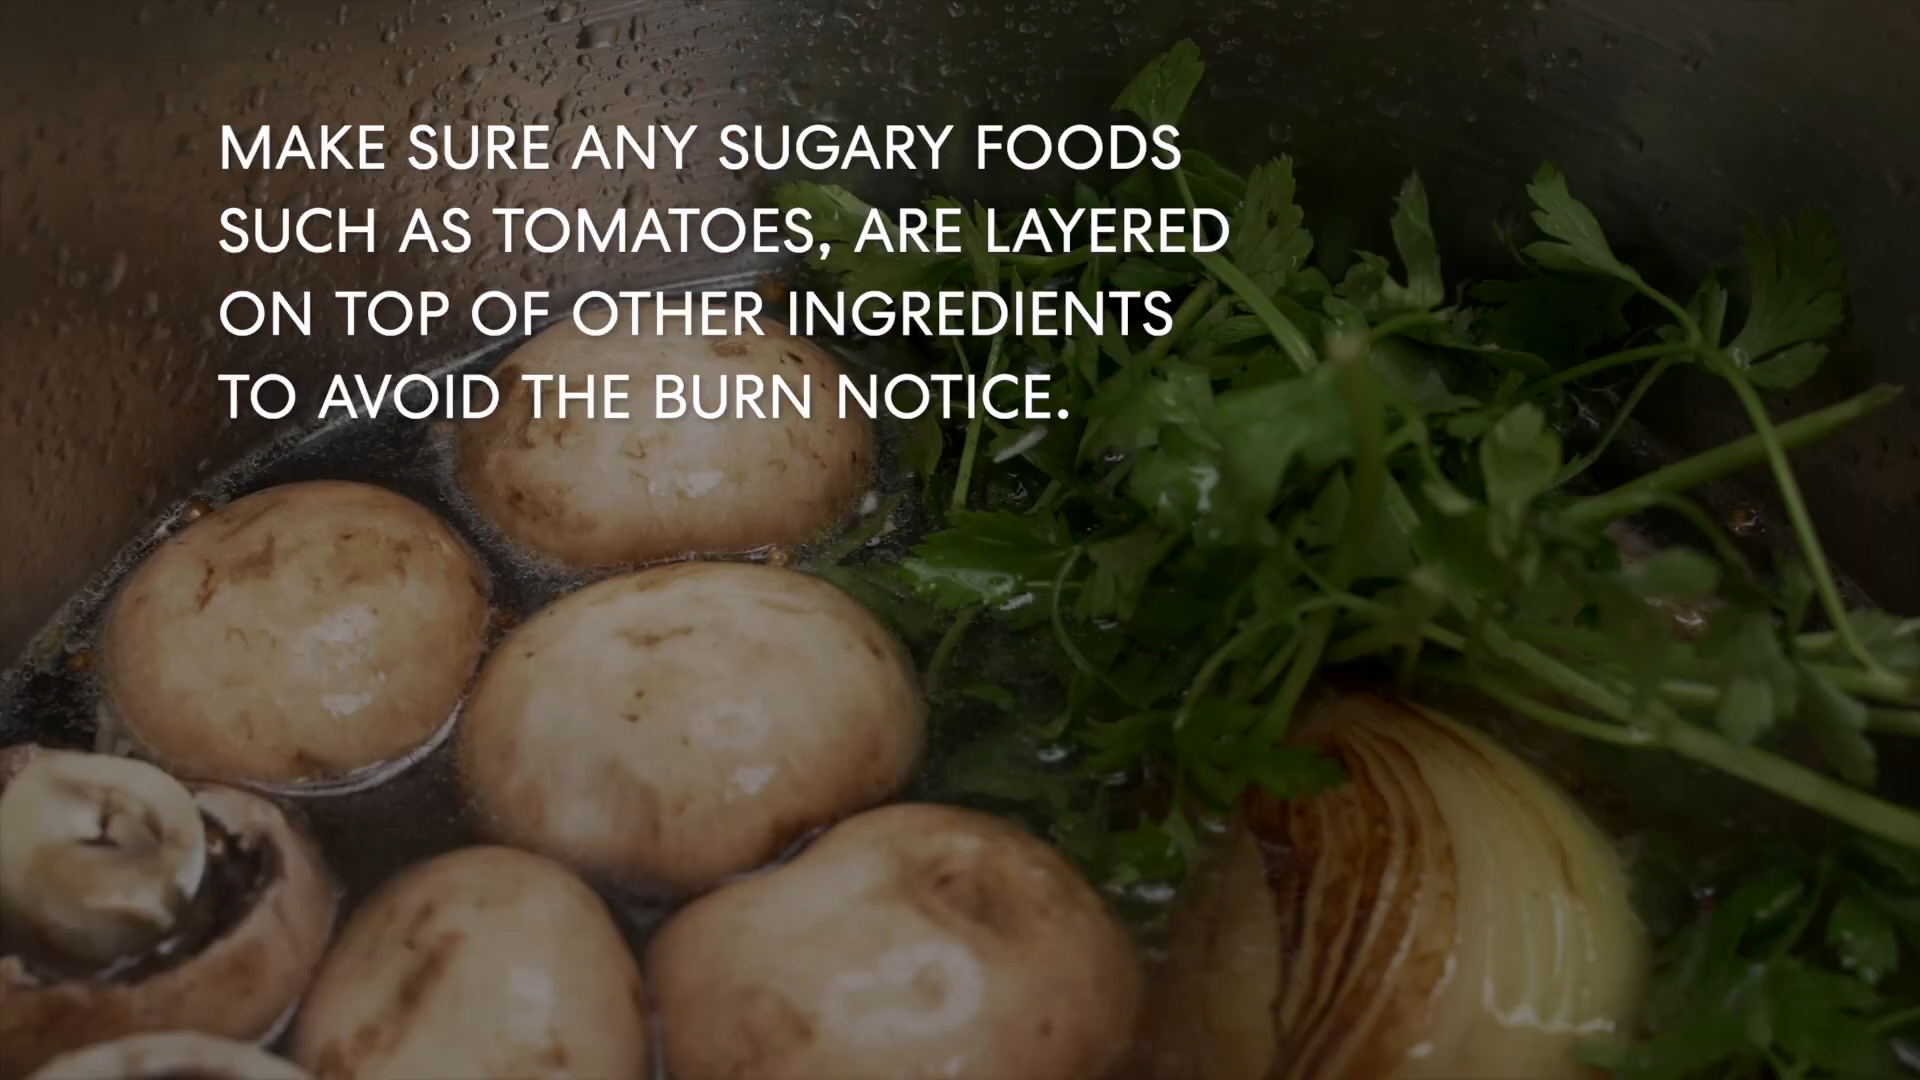 MAKE SURE ANY SUGARY FOODS
SUCH AS TOMATOES, ARE LAYERED
ON TOP OF OTHER INGREDIENTS
TO AVOID THE BURN NOTICE.